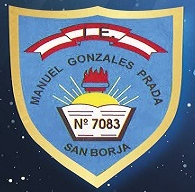 I.E.
MANUEL GONZALES PRADA
Nº 7083
SAN BORJA